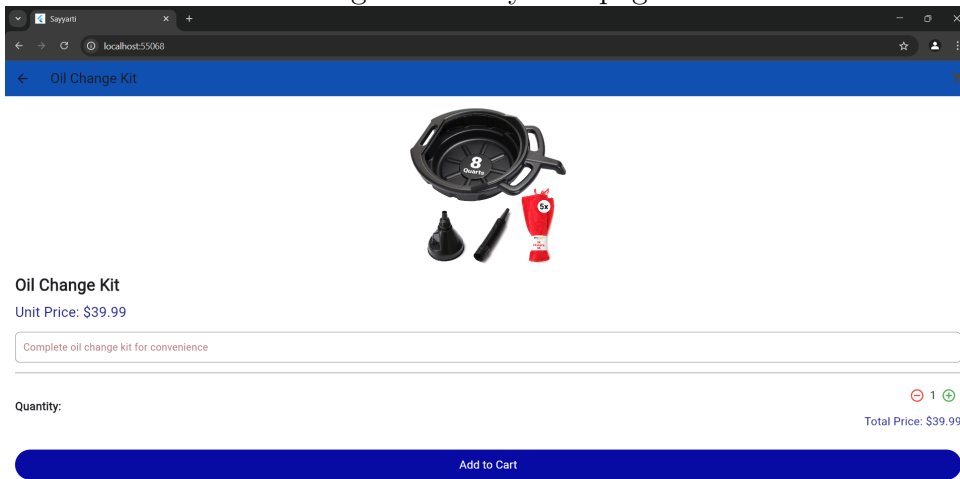 Sayyarti
localhost:55068
Oil Change Kit
8
Quarts
5x
Oil Change Kit
Unit Price: $39.99
Complete oil change kit for convenience
Quantity:
1
Total Price: $39.99
Add to Cart